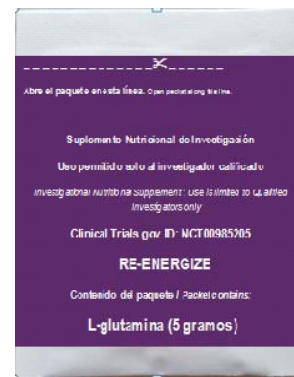 Abre el paquete en esta línea. Open packet along this line.
Suplemento Nutricional de Investigación
Uso permitido solo al investigador calificado
Investigational Nutritional Supplement: Use is limited to Qualified
Investigators only
Clinical Trials gov ID: NCT00985205
RE-ENERGIZE
Contenido del paquete / Packet contains:
L-glutamina (5 gramos)